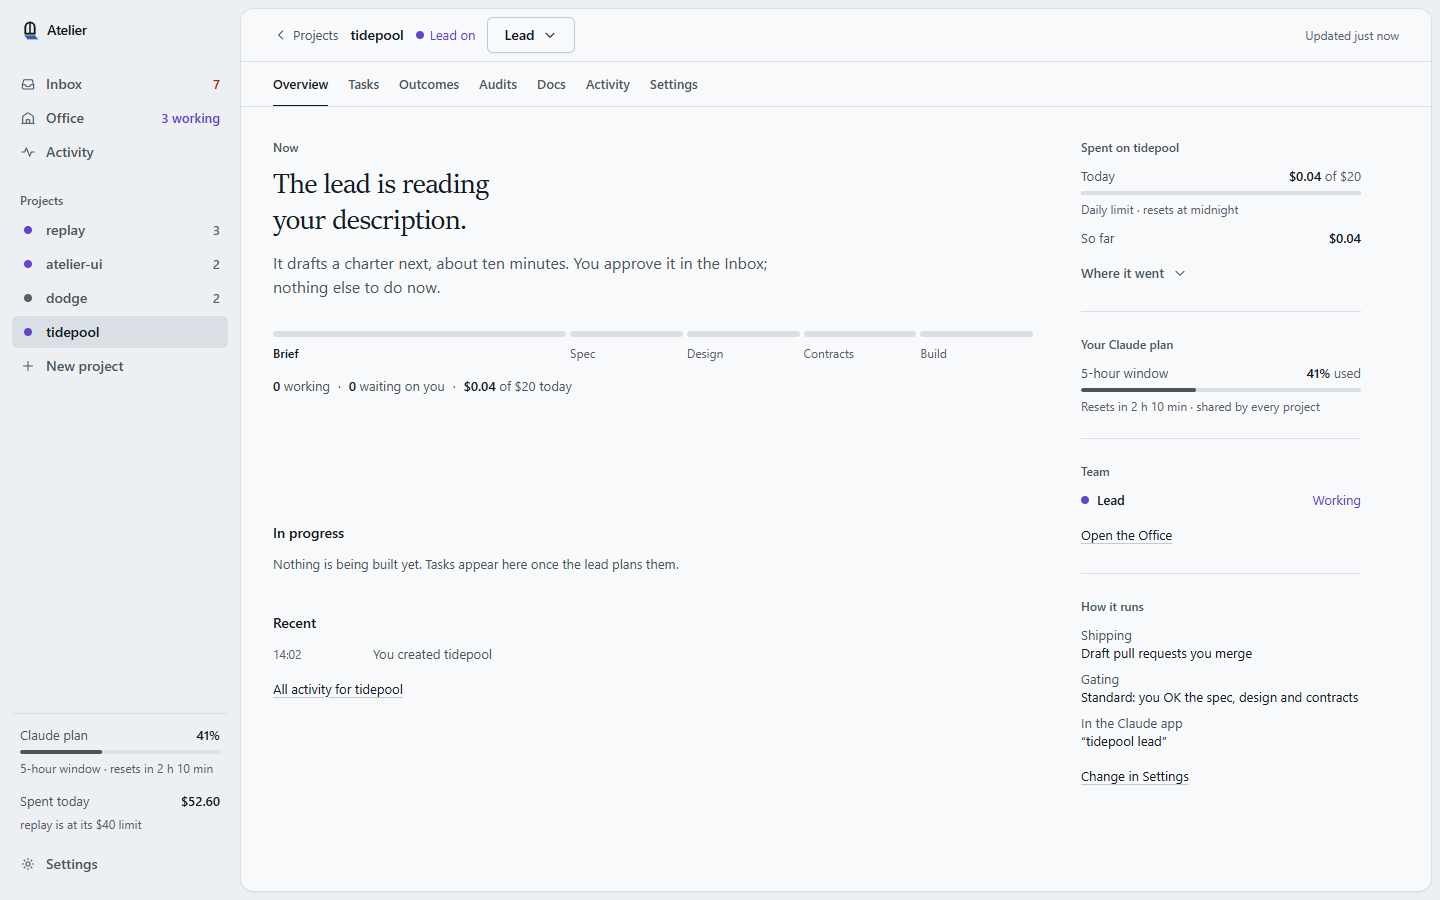 Atelier
Inbox 7
Office 3 working
Activity
Projects
replay 3
atelier-ui 2
dodge 2
tidepool
New project
Claude plan 41%
5-hour window · resets in 2 h 10 min
Spent today $52.60
replay is at its $40 limit
Settings
Projects tidepool Lead on Lead
Updated just now
Overview Tasks Outcomes Audits Docs Activity Settings
Now
The lead is reading
your description.
It drafts a charter next, about ten minutes. You approve it in the Inbox;
nothing else to do now.
Brief Spec Design Contracts Build
0 working · 0 waiting on you · $0.04 of $20 today
In progress
Nothing is being built yet. Tasks appear here once the lead plans them.
Recent
14:02 You created tidepool
All activity for tidepool
Spent on tidepool
Today $0.04 of $20
Daily limit · resets at midnight
So far $0.04
Where it went
Your Claude plan
5-hour window 41% used
Resets in 2 h 10 min · shared by every project
Team
Lead Working
Open the Office
How it runs
Shipping
Draft pull requests you merge
Gating
Standard: you OK the spec, design and contracts
In the Claude app
“tidepool lead”
Change in Settings